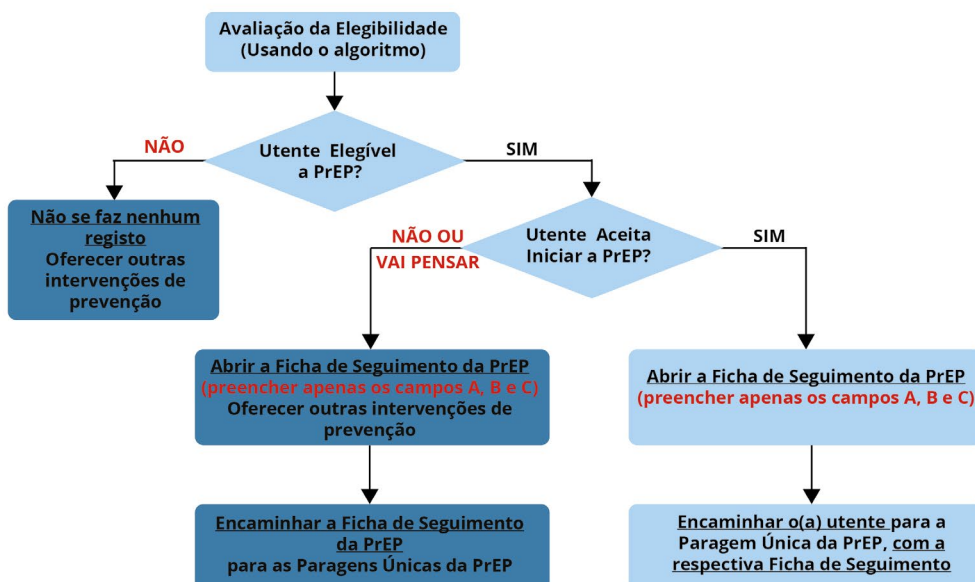 Avaliação da Elegibilidade
(Usando o algoritmo)
NÃO
Utente Elegível
a PrEP?
SIM
Não se faz nenhum
registo
Oferecer outras
intervenções de
prevenção
NÃO OU
VAI PENSAR
Utente Aceita
Iniciar a PrEP?
SIM
Abrir a Ficha de Seguimento da PrEP
(preencher apenas os campos A, B e C)
Oferecer outras intervenções de
prevenção
Abrir a Ficha de Seguimento da PrEP
(preencher apenas os campos A, B e C)
Encaminhar a Ficha de Seguimento
da PrEP
para as Paragens Únicas da PrEP
Encaminhar o(a) utente para a
Paragem Única da PrEP, com a
respectiva Ficha de Seguimento